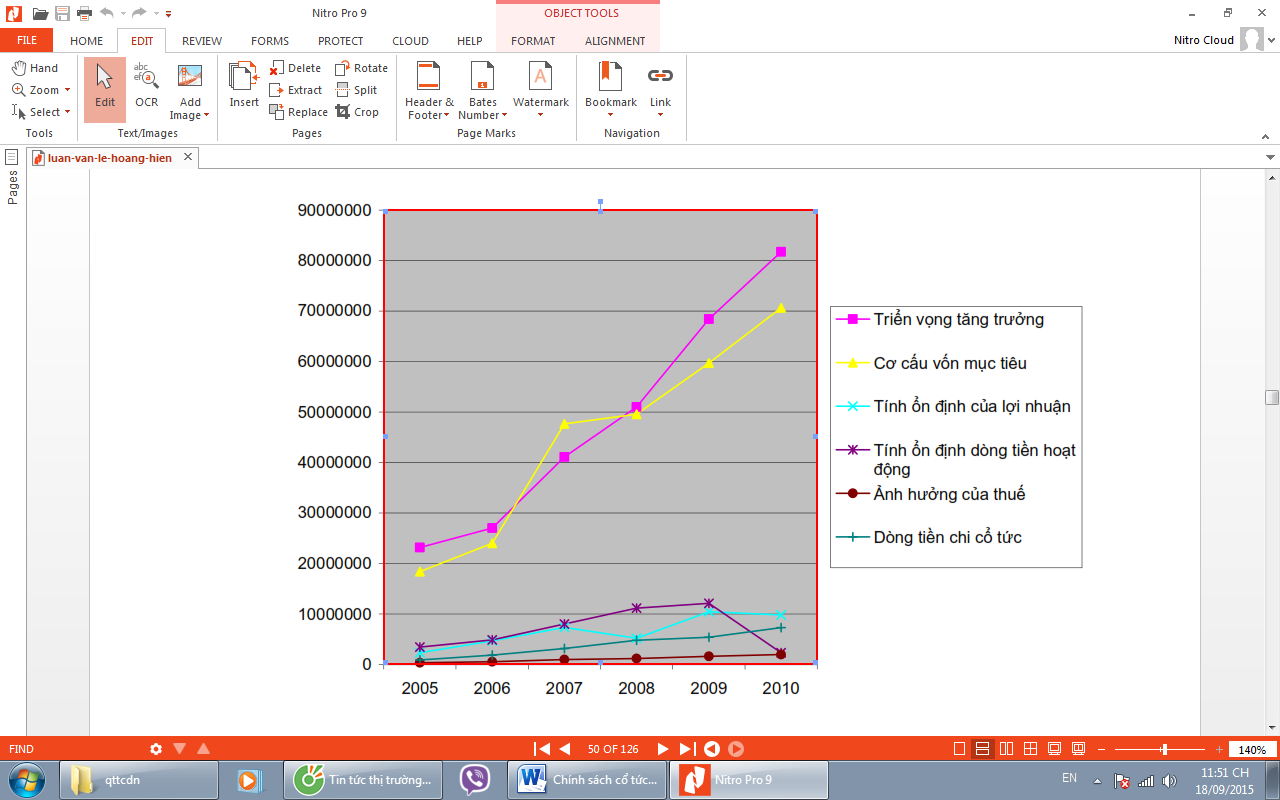 Nitro Pro 9
OBJECT TOOLS
FILE
HOME
EDIT
REVIEW
FORMS
PROTECT
CLOUD
HELP
FORMAT
ALIGNMENT
Nitro Cloud
Hand
Zoom
Select
Tools
Edit
abc
OCR
Add
Image
Text/Images
Insert
Delete
Extract
Replace
Rotate
Split
Crop
Pages
Header &
Footer
Bates
Number
Watermark
Page Marks
Bookmark
Link
Navigation
luan-van-le-hoang-hien
Pages
90000000
80000000
70000000
60000000
50000000
40000000
30000000
20000000
10000000
0
2005 2006 2007 2008 2009 2010
Triển vọng tăng trưởng
Cơ cấu vốn mục tiêu
Tính ổn định của lợi nhuận
Tính ổn định dòng tiền hoạt
động
Ảnh hưởng của thuế
Dòng tiền chi cổ tức
FIND
50 OF 126
140%
qttcdn
Tin tức thị trường...
Chính sách cổ tức...
Nitro Pro 9
EN
11:51 CH
18/09/2015